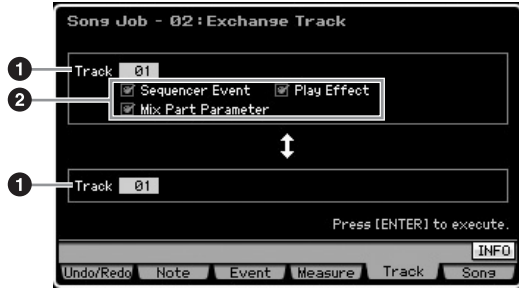 Song Job - 02:Exchange Track
1 Track 01
2 Sequencer Event Play Effect
Mix Part Parameter
1 Track 01
Press [ENTER] to execute.
INFO
Undo/Redo Note Event Measure Track Song